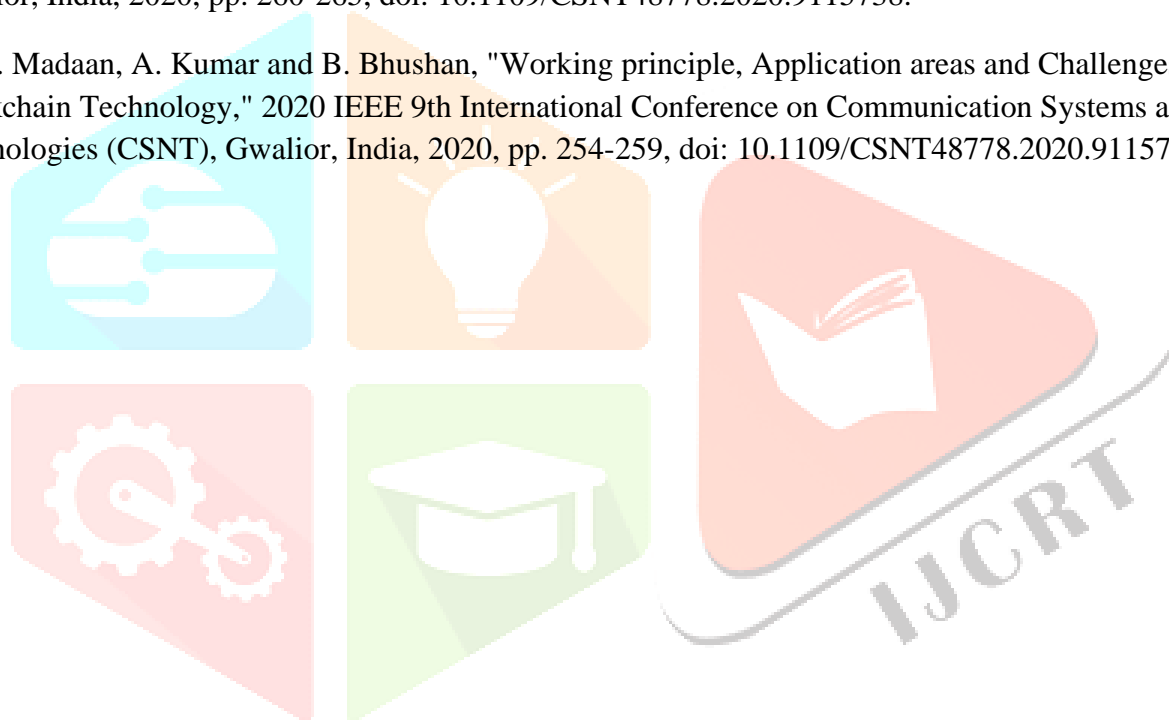 lior, India, 2020, pp. 260-265, doi: 10.1109/CSNT48778.2020.9115738.
. Madaan, A. Kumar and B. Bhushan, "Working principle, Application areas and Challenge
kchain Technology," 2020 IEEE 9th International Conference on Communication Systems a
nologies (CSNT), Gwalior, India, 2020, pp. 254-259, doi: 10.1109/CSNT48778.2020.91157
IJCRT